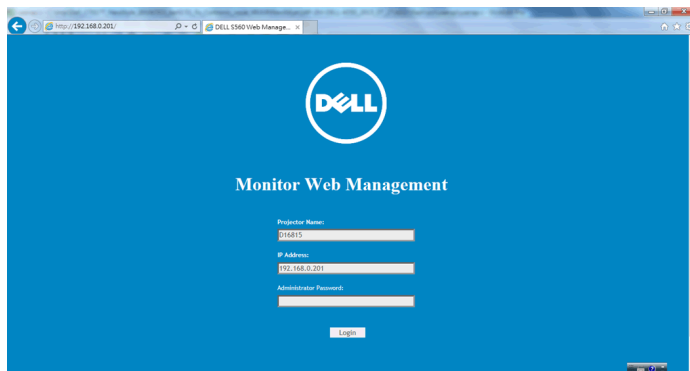 http://192.168.0.201/
DELL S560 Web Manage...
DELL
Monitor Web Management
Projector Name:
D16815
IP Address:
192.168.0.201
Administrator Password:
Login